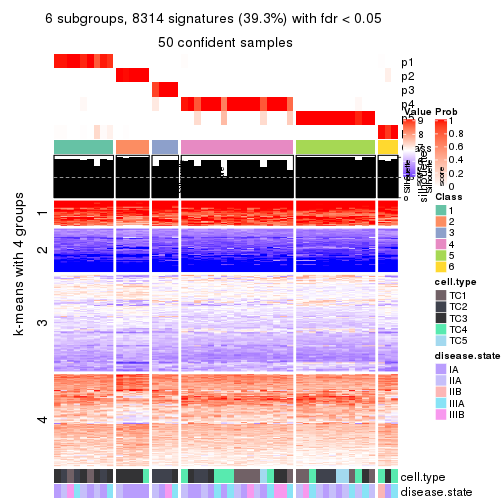 6 subgroups, 8314 signatures (39.3%) with fdr < 0.05
50 confident samples
p1
p2
p3
p4
Value
9
8
Prob
1
0.8
0.6
0.4
0.2
0
Class
1
2
3
4
5
6
cell.type
TC1
TC2
TC3
TC4
TC5
disease.state
IA
IIA
IIB
IIIA
IIIB
k-means with 4 groups
1
2
3
4
cell.type
disease.state